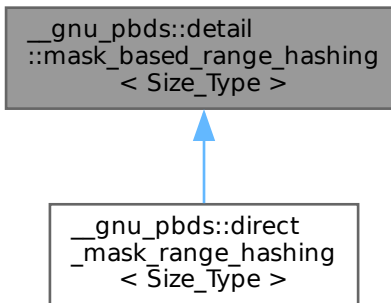 __gnu_pbds::detail
::mask_based_range_hashing
< Size_Type >
__gnu_pbds::direct
_mask_range_hashing
< Size_Type >